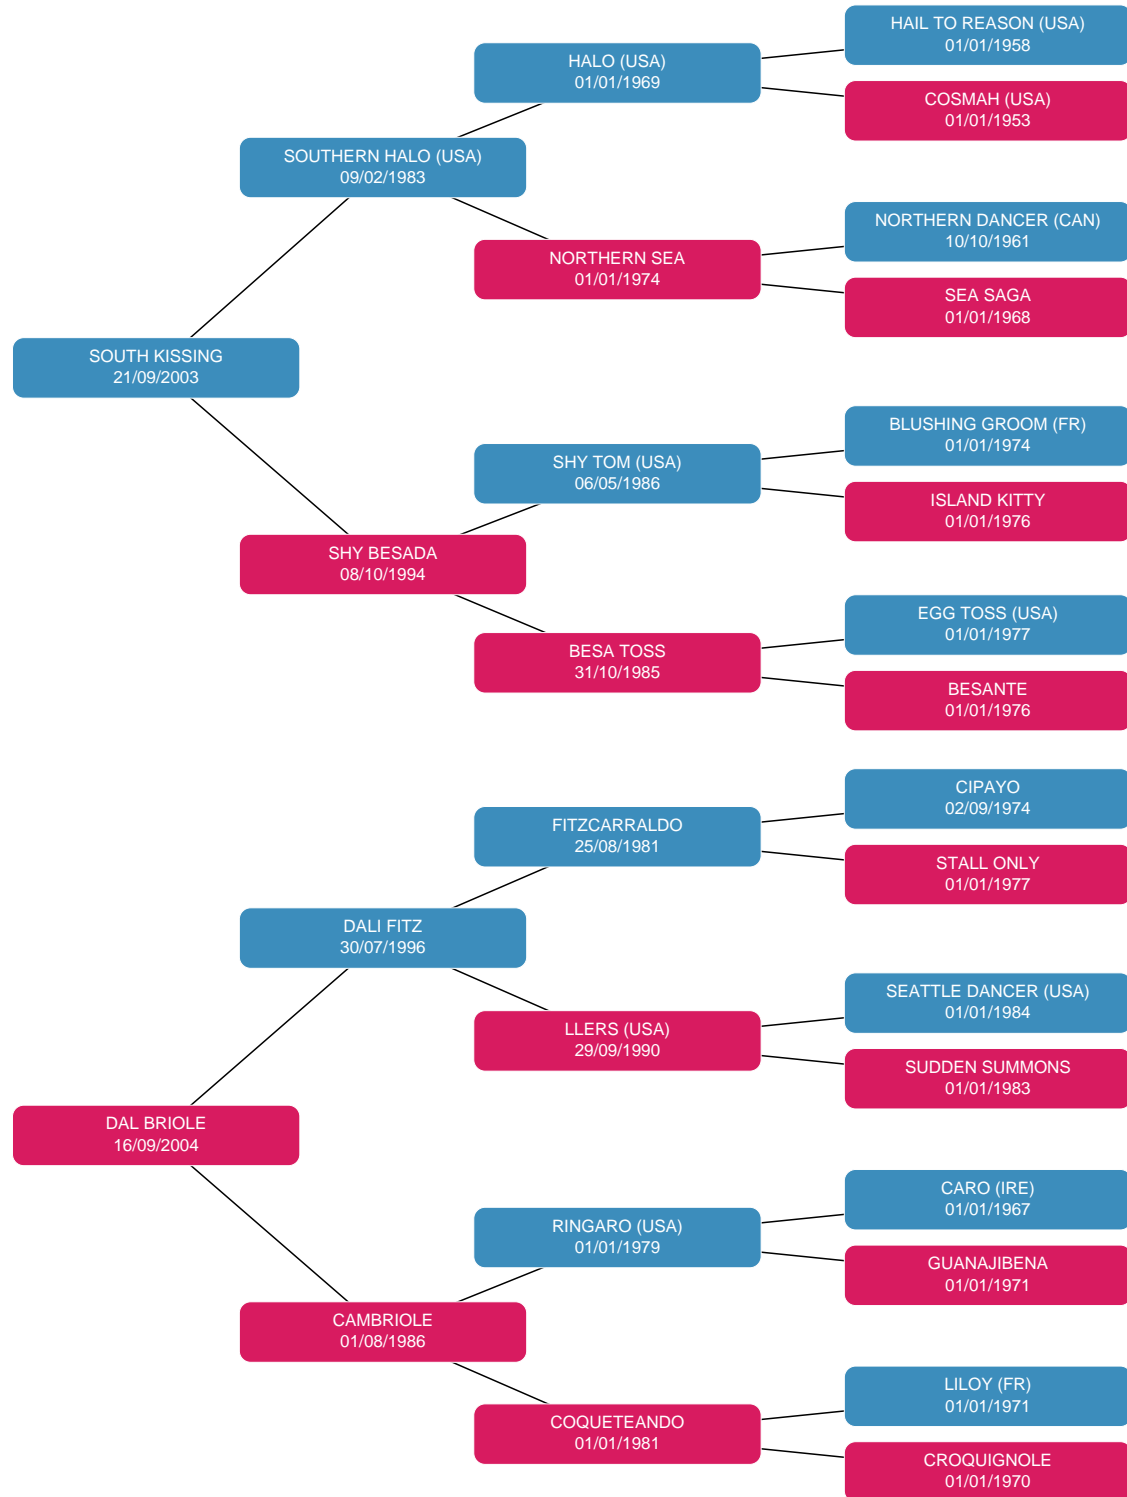 HAIL TO REASON (USA)
01/01/1958
HALO (USA)
01/01/1969
COSMAH (USA)
01/01/1953
SOUTHERN HALO (USA)
09/02/1983
NORTHERN DANCER (CAN)
10/10/1961
NORTHERN SEA
01/01/1974
SEA SAGA
01/01/1968
SOUTH KISSING
21/09/2003
BLUSHING GROOM (FR)
01/01/1974
SHY TOM (USA)
06/05/1986
ISLAND KITTY
01/01/1976
SHY BESADA
08/10/1994
EGG TOSS (USA)
01/01/1977
BESA TOSS
31/10/1985
BESANTE
01/01/1976
CIPAYO
02/09/1974
FITZCARRALDO
25/08/1981
STALL ONLY
01/01/1977
DALI FITZ
30/07/1996
SEATTLE DANCER (USA)
01/01/1984
LLERS (USA)
29/09/1990
SUDDEN SUMMONS
01/01/1983
DAL BRIOLE
16/09/2004
CARO (IRE)
01/01/1967
RINGARO (USA)
01/01/1979
GUANAJIBENA
01/01/1971
CAMBRIOLE
01/08/1986
LILOY (FR)
01/01/1971
COQUETEANDO
01/01/1981
CROQUIGNOLE
01/01/1970